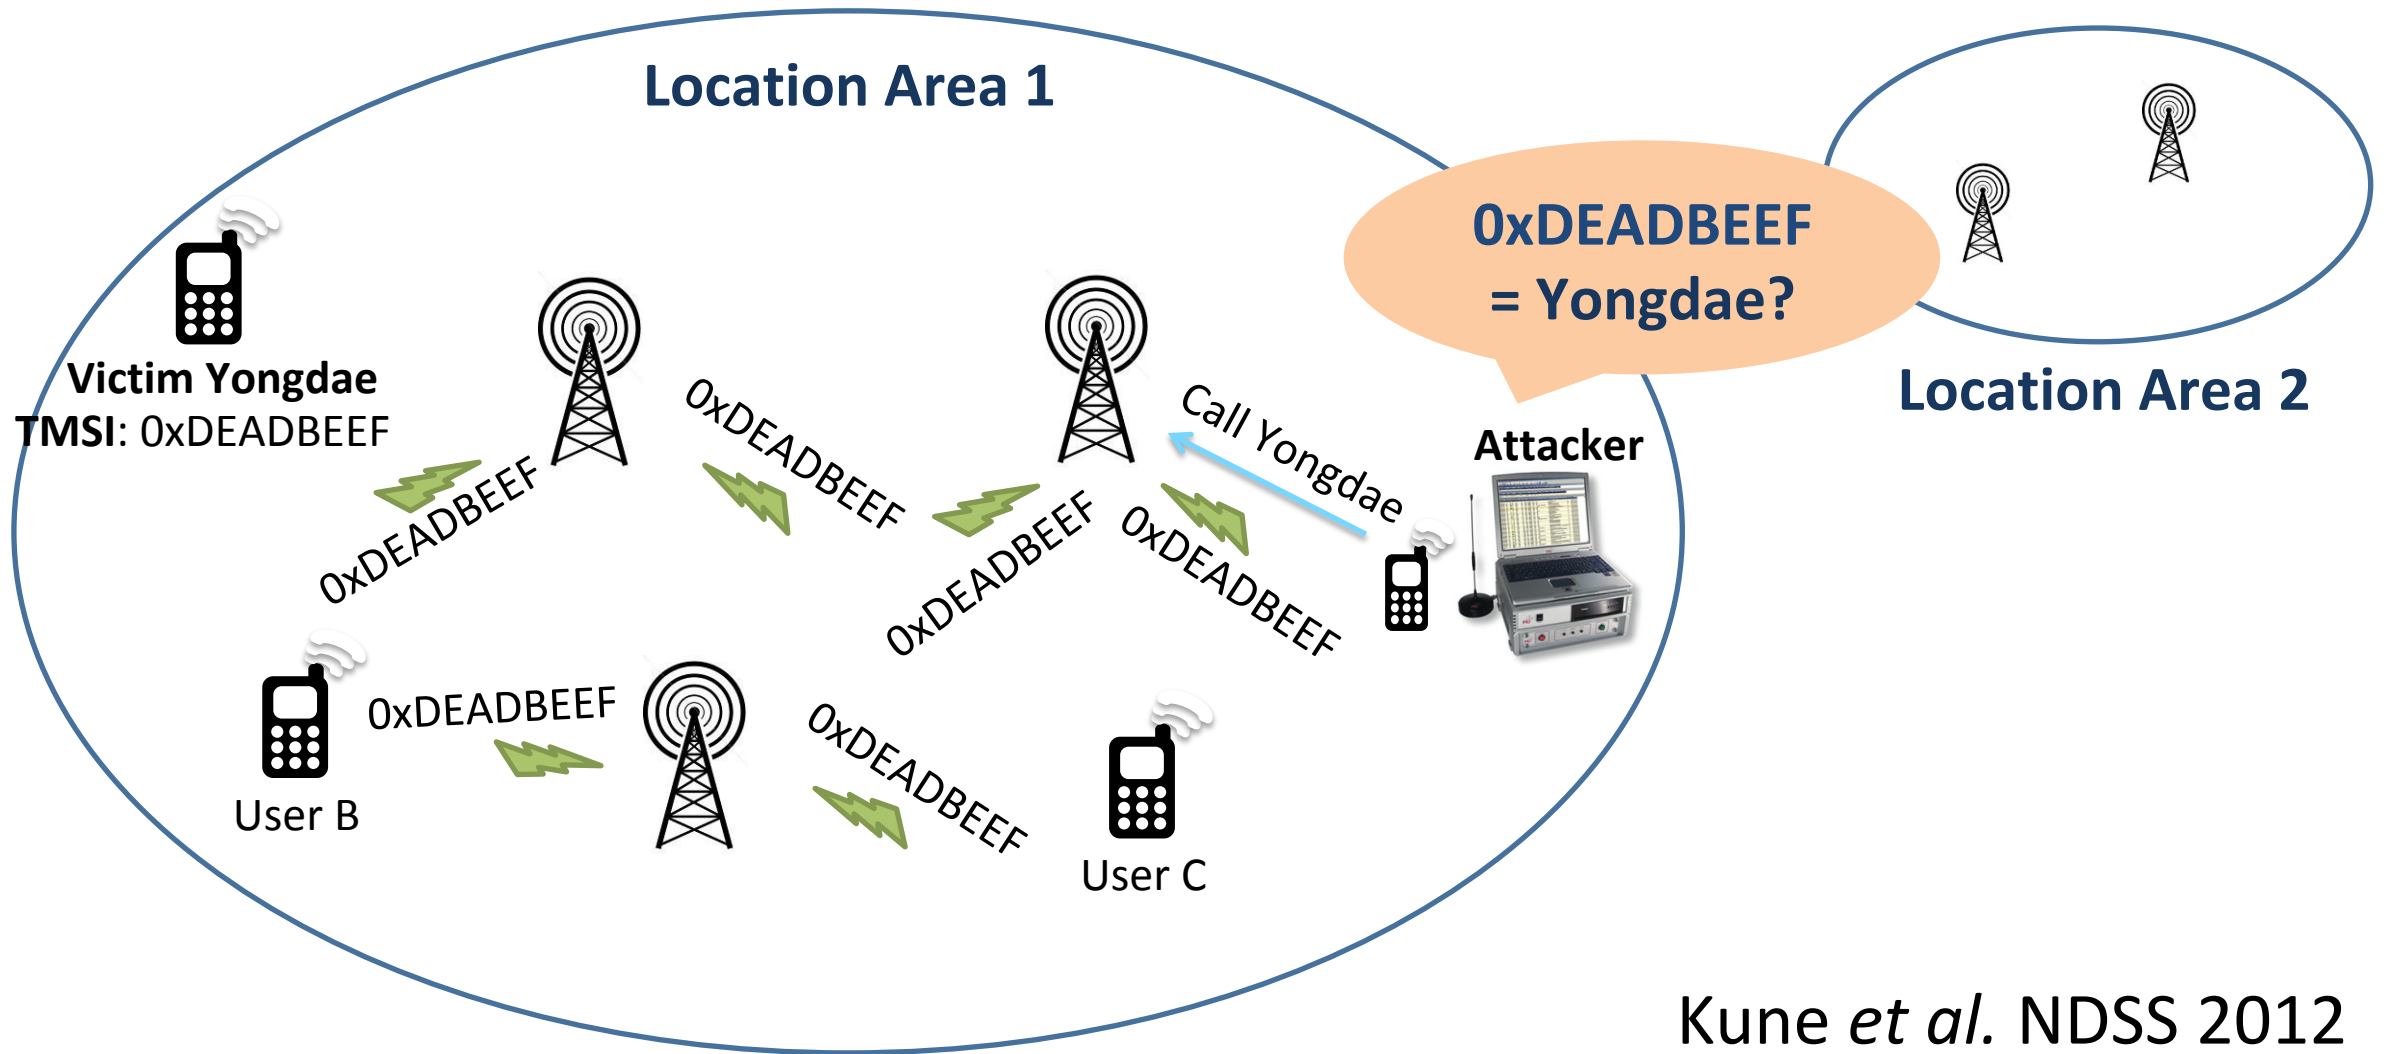 Location Area 1
0xDEADBEEF
= Yongdae?
Location Area 2
Victim Yongdae
TMSI: 0xDEADBEEF
0xDEADBEEF
0xDEADBEEF
0xDEADBEEF
0xDEADBEEF
Call Yongdae
Attacker
0xDEADBEEF
0xDEADBEEF
User B
User C
Kune et al. NDSS 2012